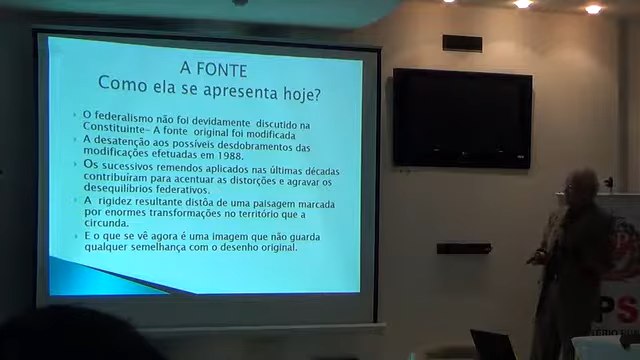 A FONTE
Como ela se apresenta hoje?
O federalismo não foi devidamente discutido na
Constituinte- A fonte original foi modificada
A desatenção aos possíveis desdobramentos das
modificações efetuadas em 1988.
Os sucessivos remendos aplicados nas últimas décadas
contribuíram para acentuar as distorções e agravar os
desequilíbrios federativos.
A rigidez resultante distôa de uma paisagem marcada
por enormes transformações no território que a
circunda.
E o que se vê agora é uma imagem que não guarda
qualquer semelhança com o desenho original.
PS